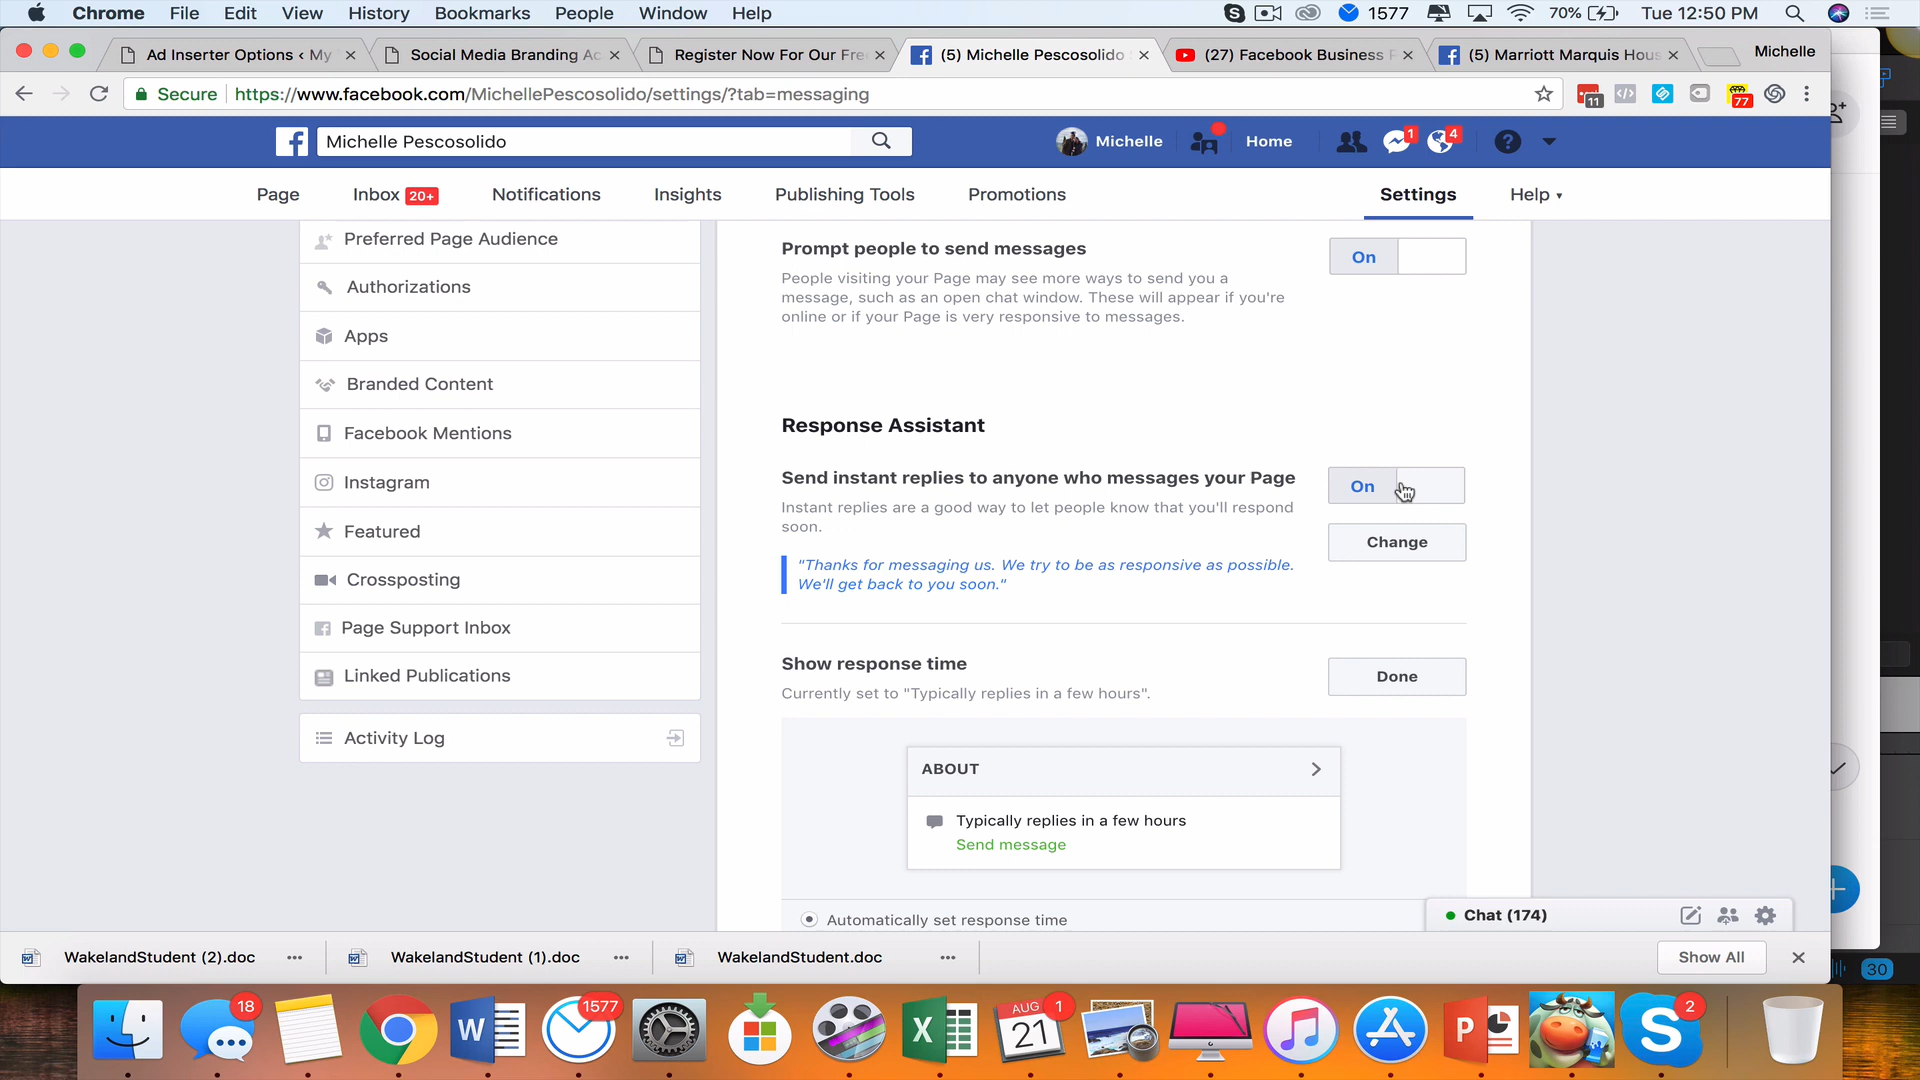 Chrome File Edit View History Bookmarks People Window Help 1577 70% Tue 12:50 PM
Ad Inserter Options ‹ My
Social Media Branding Ac
Register Now For Our Fre
(5) Michelle Pescosolido
(27) Facebook Business P
(5) Marriott Marquis Hous
Michelle
Secure https://www.facebook.com/MichellePescosolido/settings/?tab=messaging
11 77
Michelle Pescosolido
Michelle Home 1 4
Page Inbox 20+ Notifications Insights Publishing Tools Promotions Settings Help
Preferred Page Audience
Authorizations
Apps
Branded Content
Facebook Mentions
Instagram
Featured
Crossposting
Page Support Inbox
Linked Publications
Activity Log
Prompt people to send messages
On
People visiting your Page may see more ways to send you a
message, such as an open chat window. These will appear if you're
online or if your Page is very responsive to messages.
Response Assistant
Send instant replies to anyone who messages your Page
On
Instant replies are a good way to let people know that you'll respond
soon.
Change
"Thanks for messaging us. We try to be as responsive as possible.
We'll get back to you soon."
Show response time
Done
Currently set to "Typically replies in a few hours".
ABOUT
Typically replies in a few hours
Send message
Automatically set response time
Chat (174)
WakelandStudent (2).doc
WakelandStudent (1).doc
WakelandStudent.doc
Show All
30
18
W
1577
X
AUG
21
1
P
S
2